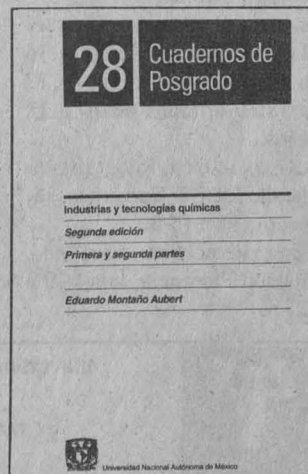 28
Cuadernos de
Posgrado
Industrias y tecnologías químicas
Segunda edición
Primera y segunda partes
Eduardo Montaño Aubert
Universidad Nacional Autónoma de México